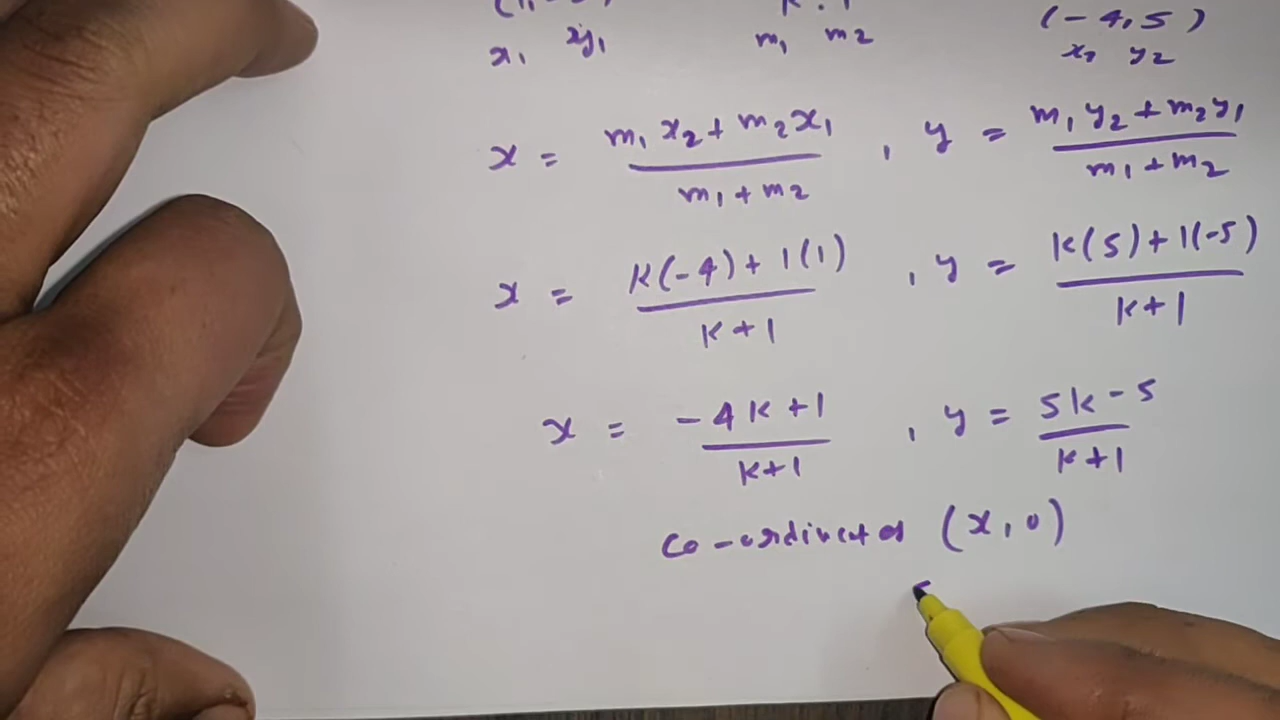 x₁ y₁ m₁ m₂ (-4, 5)
x₂ y₂
x = (m₁x₂ + m₂x₁)/(m₁ + m₂) , y = (m₁y₂ + m₂y₁)/(m₁ + m₂)
x = (k(-4) + 1(1))/(k + 1) , y = (k(5) + 1(-5))/(k + 1)
x = (-4k + 1)/(k + 1) , y = (5k - 5)/(k + 1)
Co-ordinates (x, 0)